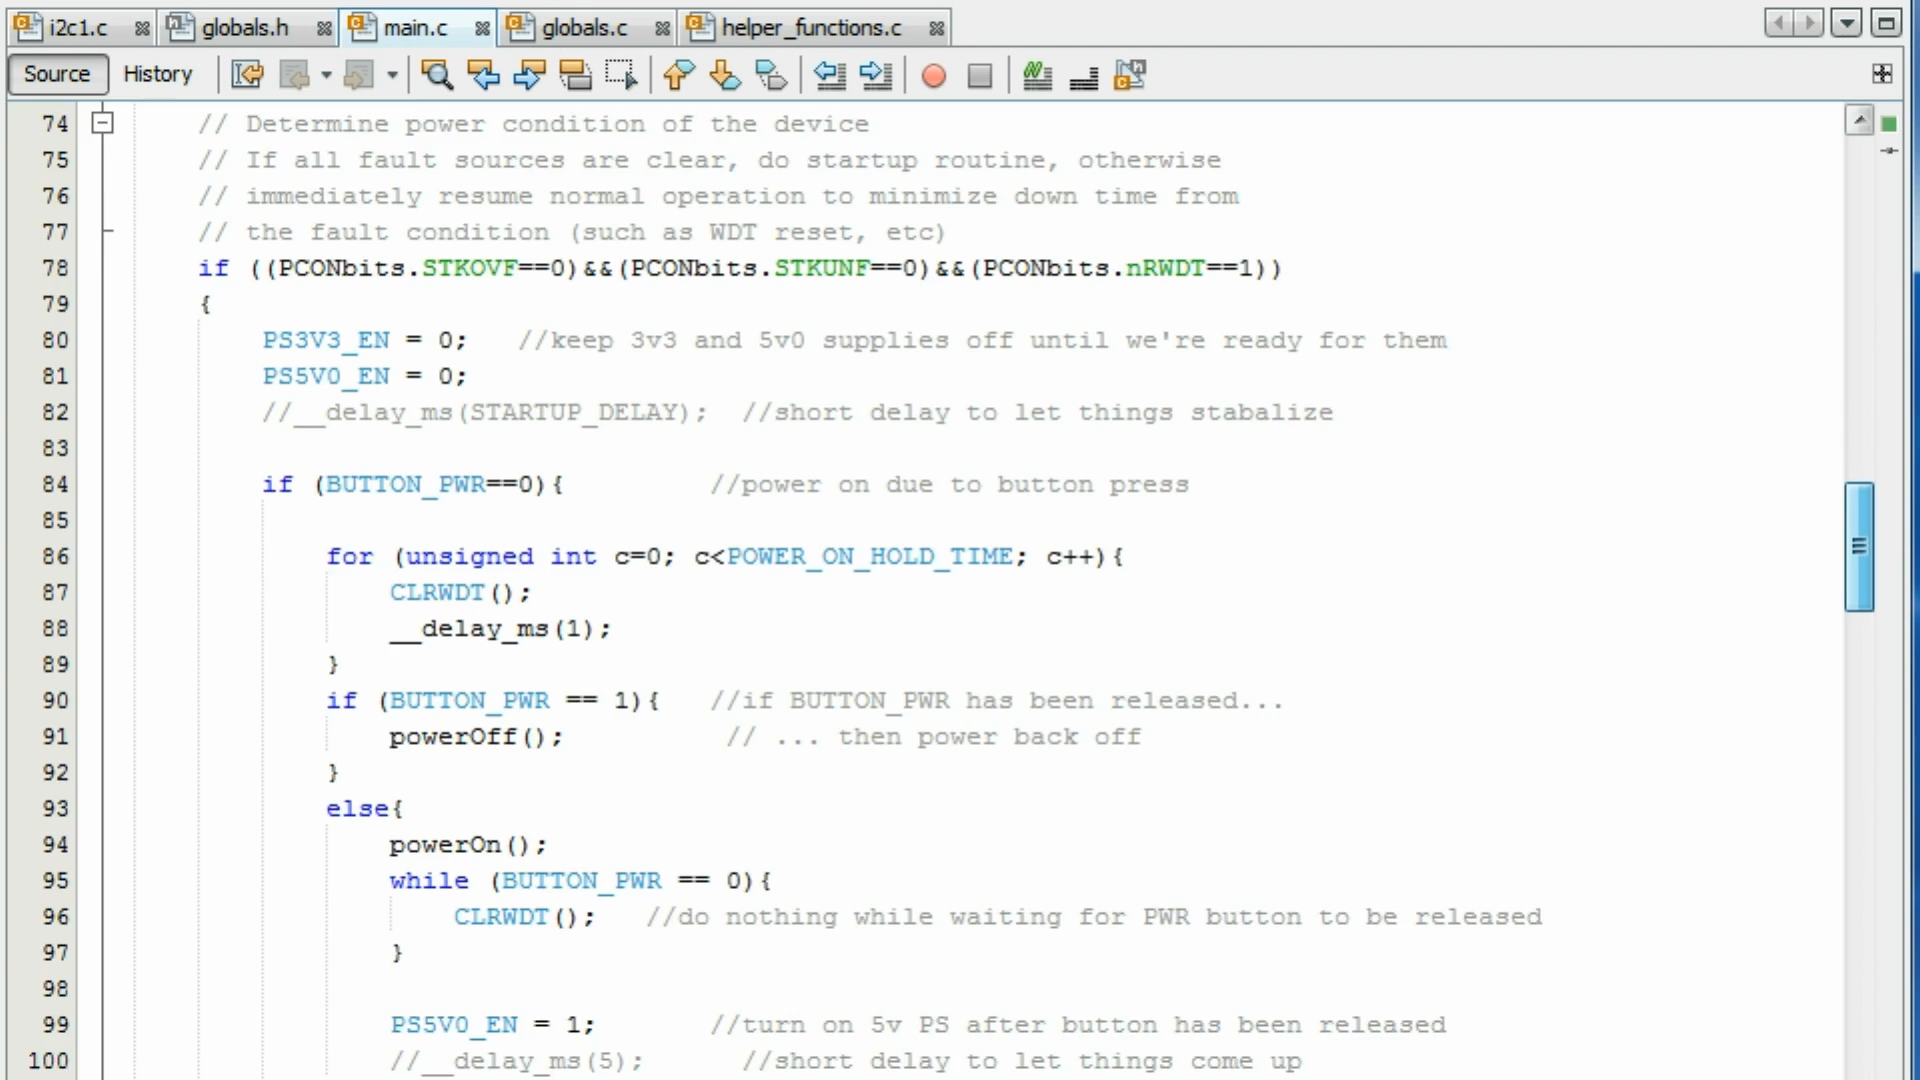 i2c1.c globals.h main.c globals.c helper_functions.c
Source History
74 // Determine power condition of the device
75 // If all fault sources are clear, do startup routine, otherwise
76 // immediately resume normal operation to minimize down time from
77 // the fault condition (such as WDT reset, etc)
78 if ((PCONbits.STKOVF==0)&&(PCONbits.STKUNF==0)&&(PCONbits.nRWDT==1))
79 {
80 PS3V3_EN = 0; //keep 3v3 and 5v0 supplies off until we're ready for them
81 PS5V0_EN = 0;
82 //__delay_ms(STARTUP_DELAY); //short delay to let things stabalize
83
84 if (BUTTON_PWR==0){ //power on due to button press
85
86 for (unsigned int c=0; c<POWER_ON_HOLD_TIME; c++){
87 CLRWDT();
88 __delay_ms(1);
89 }
90 if (BUTTON_PWR == 1){ //if BUTTON_PWR has been released...
91 powerOff(); // ... then power back off
92 }
93 else{
94 powerOn();
95 while (BUTTON_PWR == 0){
96 CLRWDT(); //do nothing while waiting for PWR button to be released
97 }
98
99 PS5V0_EN = 1; //turn on 5v PS after button has been released
100 //__delay_ms(5); //short delay to let things come up